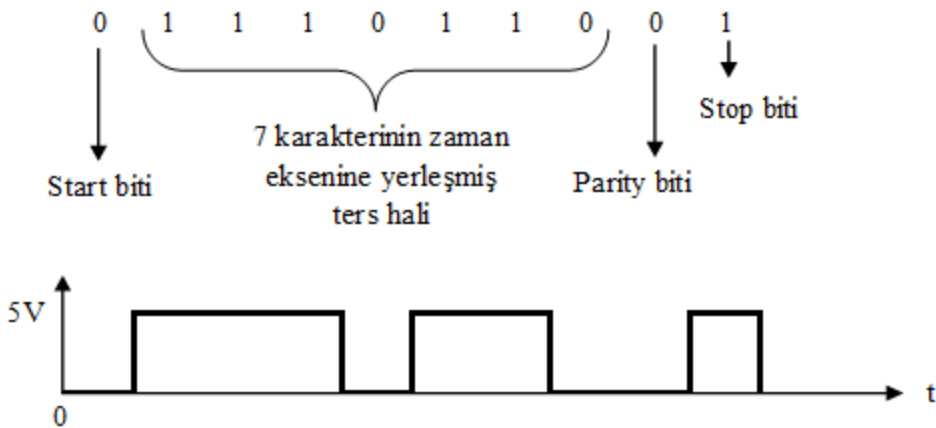 0 1 1 1 0 1 1 0 0 1
Stop biti
7 karakterinin zaman
eksenine yerleşmiş
ters hali
Start biti
Parity biti
5V
0
t